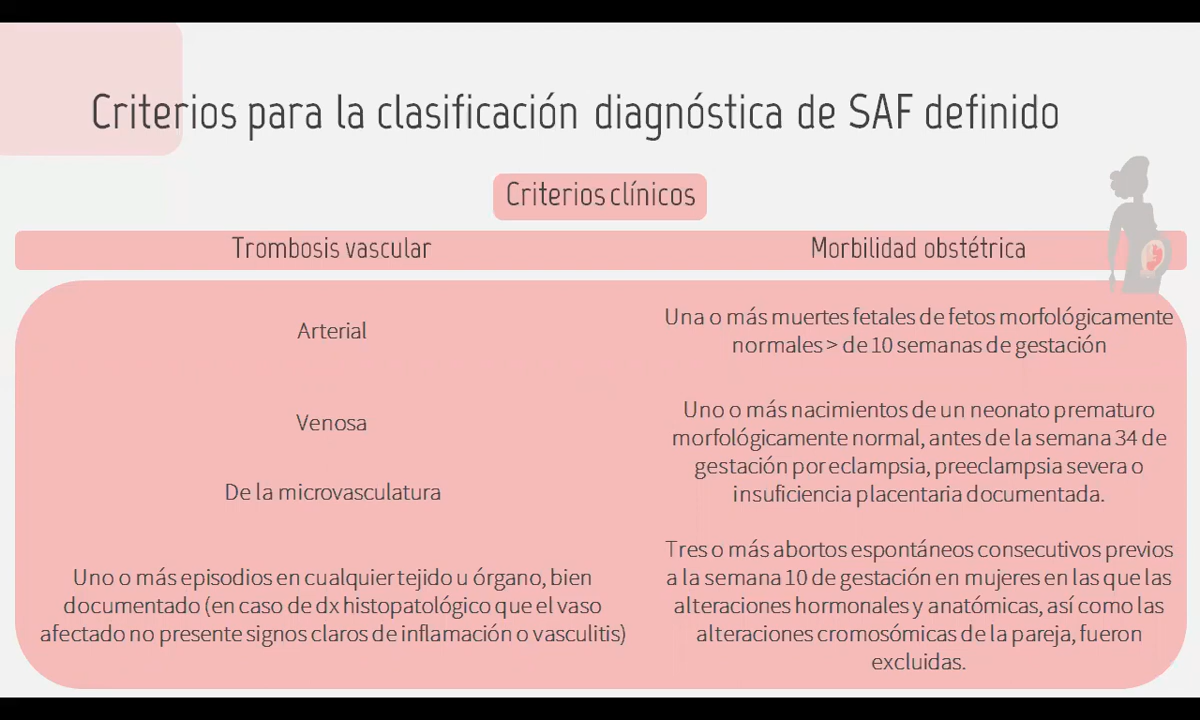 Criterios para la clasificación diagnóstica de SAF definido
Criterios clínicos
Trombosis vascular
Morbilidad obstétrica
Arterial
Venosa
De la microvasculatura
Uno o más episodios en cualquier tejido u órgano, bien
documentado (en caso de dx histopatológico que el vaso
afectado no presente signos claros de inflamación o vasculitis)
Una o más muertes fetales de fetos morfológicamente
normales > de 10 semanas de gestación
Uno o más nacimientos de un neonato prematuro
morfológicamente normal, antes de la semana 34 de
gestación por eclampsia, preeclampsia severa o
insuficiencia placentaria documentada.
Tres o más abortos espontáneos consecutivos previos
a la semana 10 de gestación en mujeres en las que las
alteraciones hormonales y anatómicas, así como las
alteraciones cromosómicas de la pareja, fueron
excluidas.